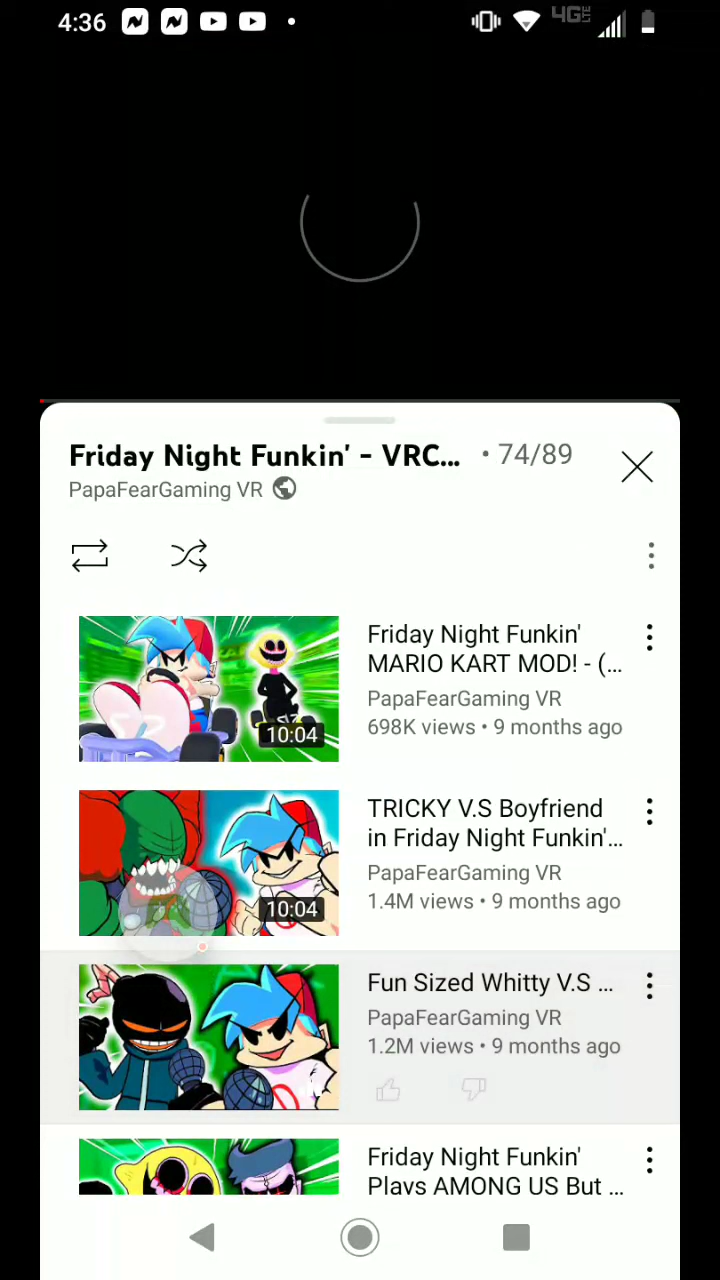 4:36
4G LTE
Friday Night Funkin' - VRC... • 74/89
PapaFearGaming VR
Friday Night Funkin'
MARIO KART MOD! - (...
PapaFearGaming VR
698K views • 9 months ago
10:04
TRICKY V.S Boyfriend
in Friday Night Funkin'...
PapaFearGaming VR
1.4M views • 9 months ago
10:04
Fun Sized Whitty V.S ...
PapaFearGaming VR
1.2M views • 9 months ago
Friday Night Funkin'
Plays AMONG US But ...